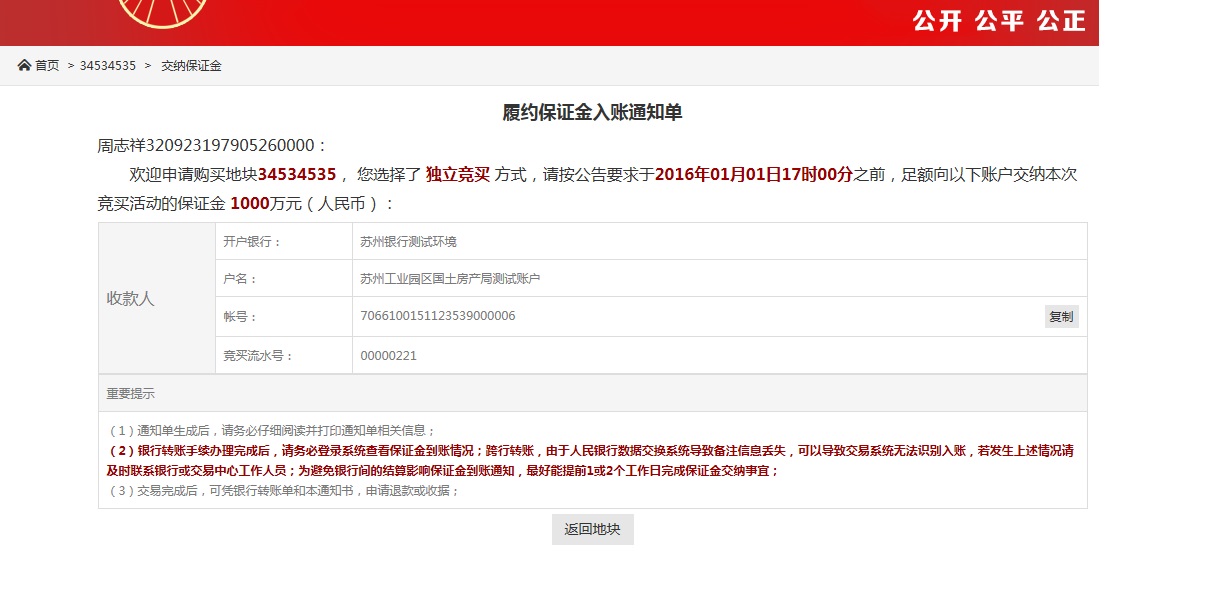 公开 公平 公正
首页 > 34534535 > 交纳保证金
履约保证金入账通知单
周志祥320923197905260000：
欢迎申请购买地块34534535， 您选择了 独立竞买 方式，请按公告要求于2016年01月01日17时00分之前，足额向以下账户交纳本次
竞买活动的保证金 1000万元（人民币）：
收款人
开户银行： 苏州银行测试环境
户名： 苏州工业园区国土房产局测试账户
帐号： 7066100151123539000006 复制
竞买流水号： 00000221
重要提示
（1）通知单生成后，请务必仔细阅读并打印通知单相关信息；
（2）银行转账手续办理完成后，请务必登录系统查看保证金到账情况；跨行转账，由于人民银行数据交换系统导致备注信息丢失，可以导致交易系统无法识别入账，若发生上述情况请
及时联系银行或交易中心工作人员；为避免银行间的结算影响保证金到账通知，最好能提前1或2个工作日完成保证金交纳事宜；
（3）交易完成后，可凭银行转账单和本通知书，申请退款或收据；
返回地块